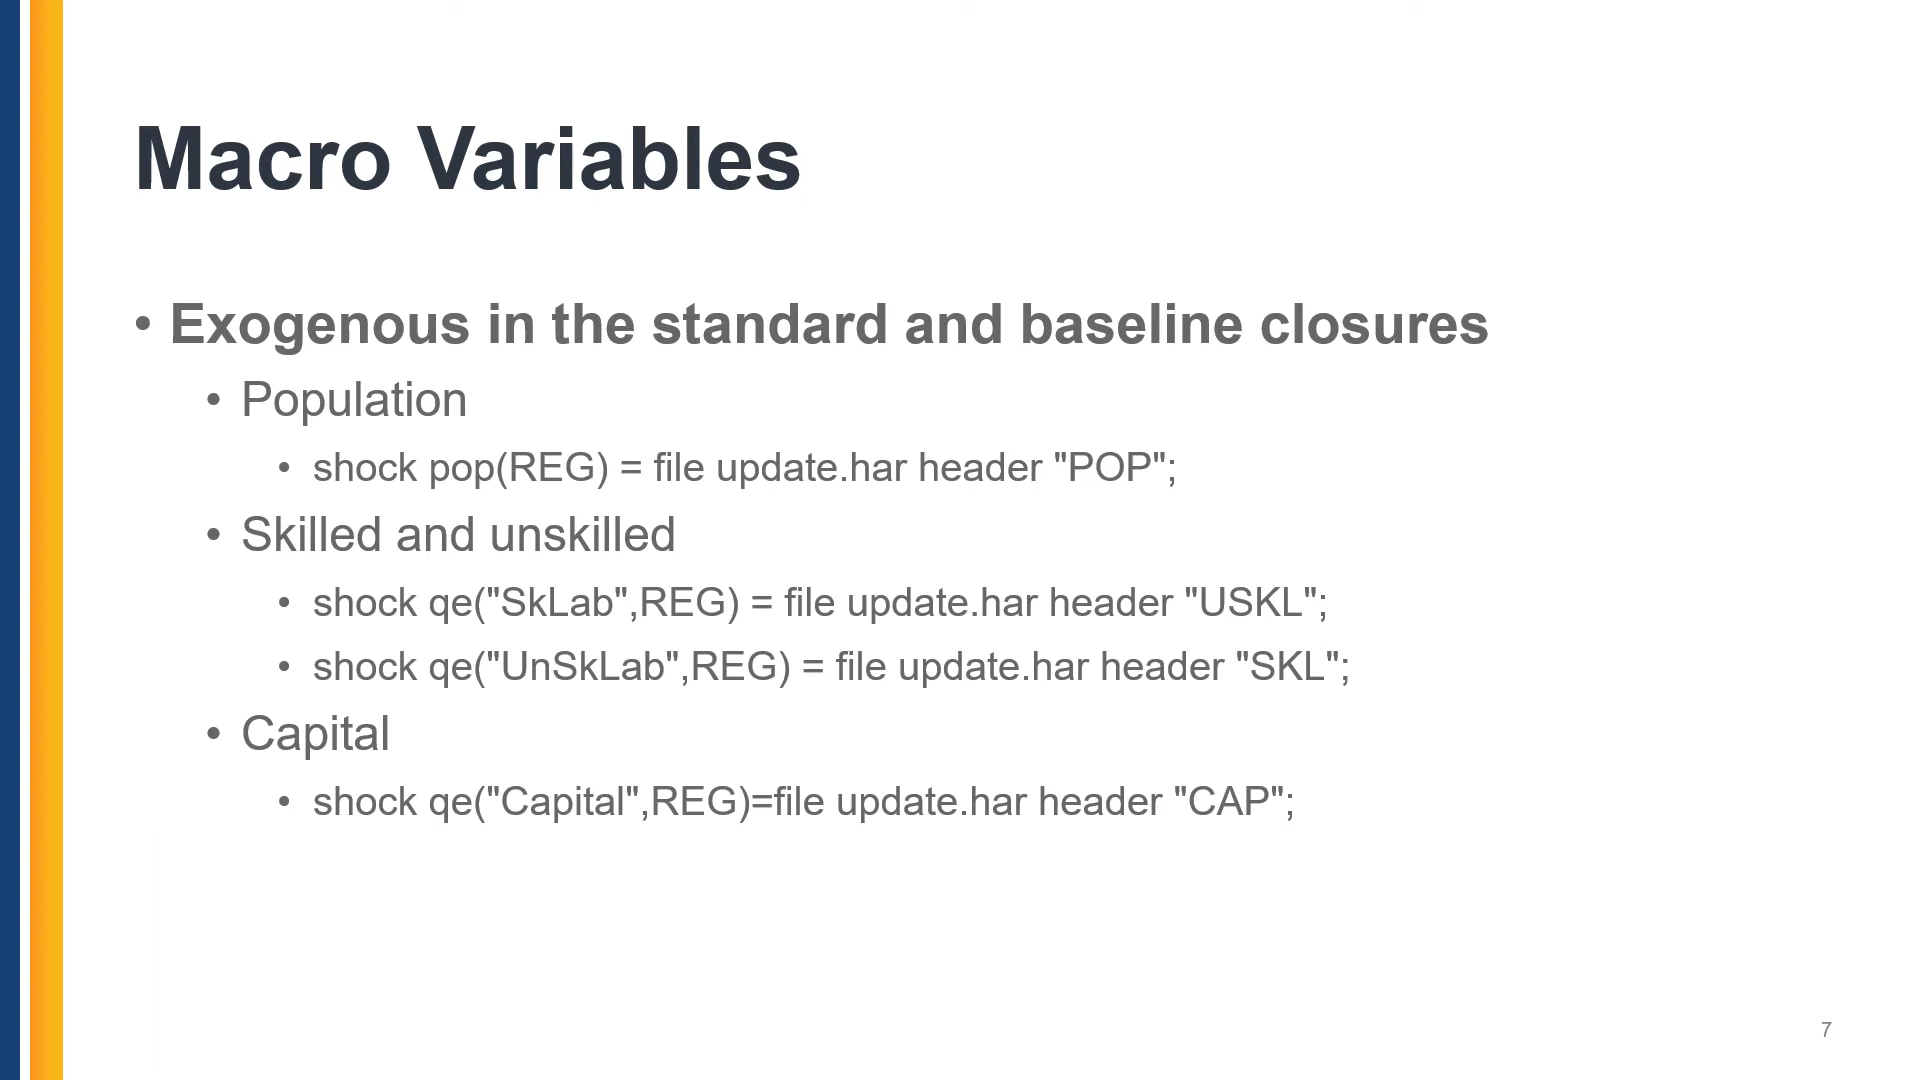 Macro Variables
• Exogenous in the standard and baseline closures
• Population
• shock pop(REG) = file update.har header "POP";
• Skilled and unskilled
• shock qe("SkLab",REG) = file update.har header "USKL";
• shock qe("UnSkLab",REG) = file update.har header "SKL";
• Capital
• shock qe("Capital",REG)=file update.har header "CAP";
7